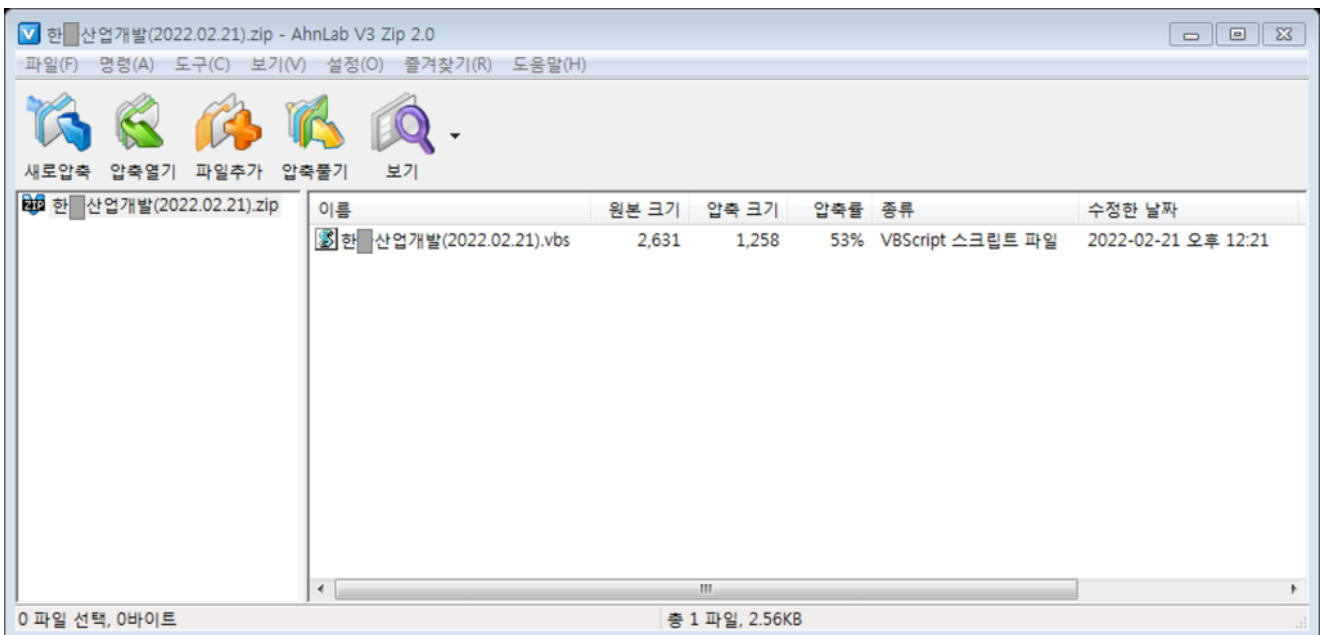 한 산업개발(2022.02.21).zip - AhnLab V3 Zip 2.0
파일(F) 명령(A) 도구(C) 보기(V) 설정(O) 즐겨찾기(R) 도움말(H)
새로압축 압축열기 파일추가 압축풀기 보기
ZIP 한 산업개발(2022.02.21).zip
이름 원본 크기 압축 크기 압축률 종류 수정한 날짜
한 산업개발(2022.02.21).vbs 2,631 1,258 53% VBScript 스크립트 파일 2022-02-21 오후 12:21
0 파일 선택, 0바이트 총 1 파일, 2.56KB